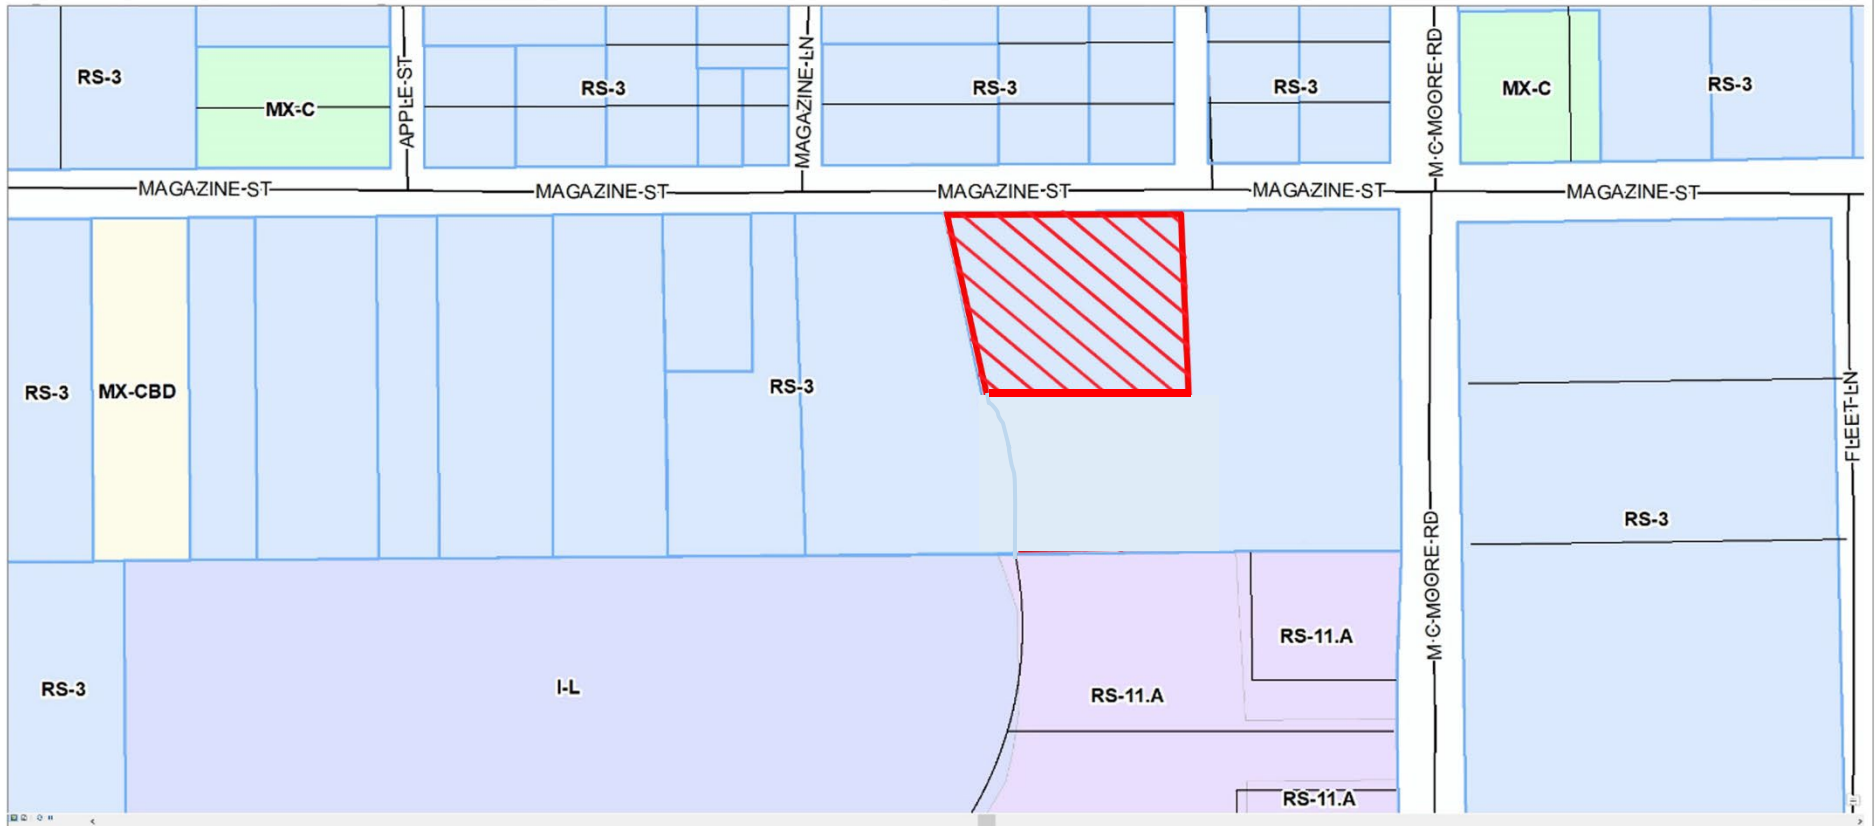 RS-3
MX-C
APPLE-ST
RS-3
MAGAZINE-LN
RS-3
RS-3
M-C-MOORE-RD
MX-C
RS-3
MAGAZINE-ST
MAGAZINE-ST
MAGAZINE-ST
MAGAZINE-ST
MAGAZINE-ST
RS-3
MX-CBD
RS-3
FLEET-LN
RS-3
M-C-MOORE-RD
RS-11.A
RS-3
I-L
RS-11.A
RS-11.A